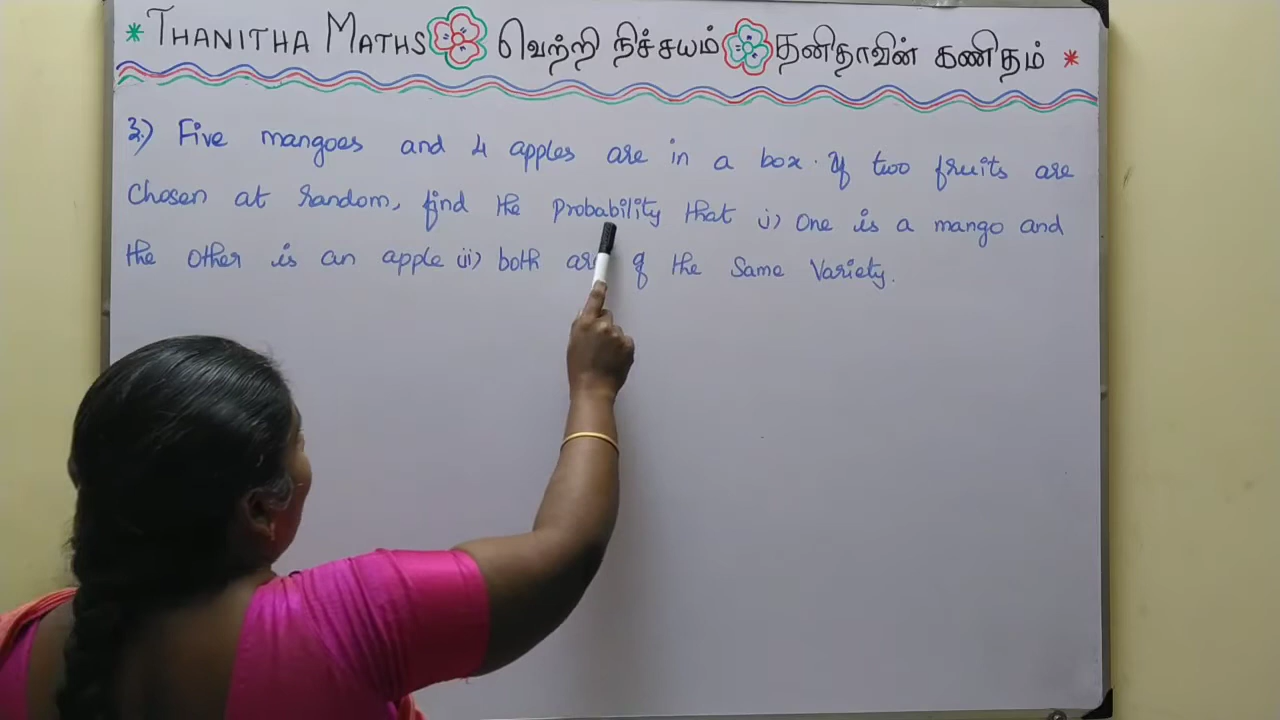 * THANITHA MATHS வெற்றி நிச்சயம் தனிதாவின் கணிதம் *
3.) Five mangoes and 4 apples are in a box. If two fruits are
chosen at random, find the probability that i) One is a mango and
the other is an apple ii) both are of the same variety.